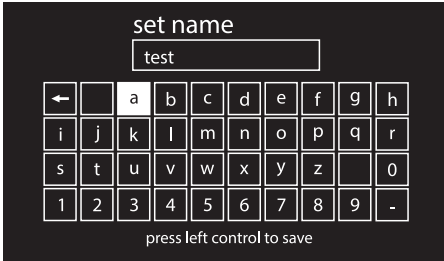 set name
test
← a b c d e f g h
i j k l m n o p q r
s t u v w x y z 0
1 2 3 4 5 6 7 8 9 -
press left control to save